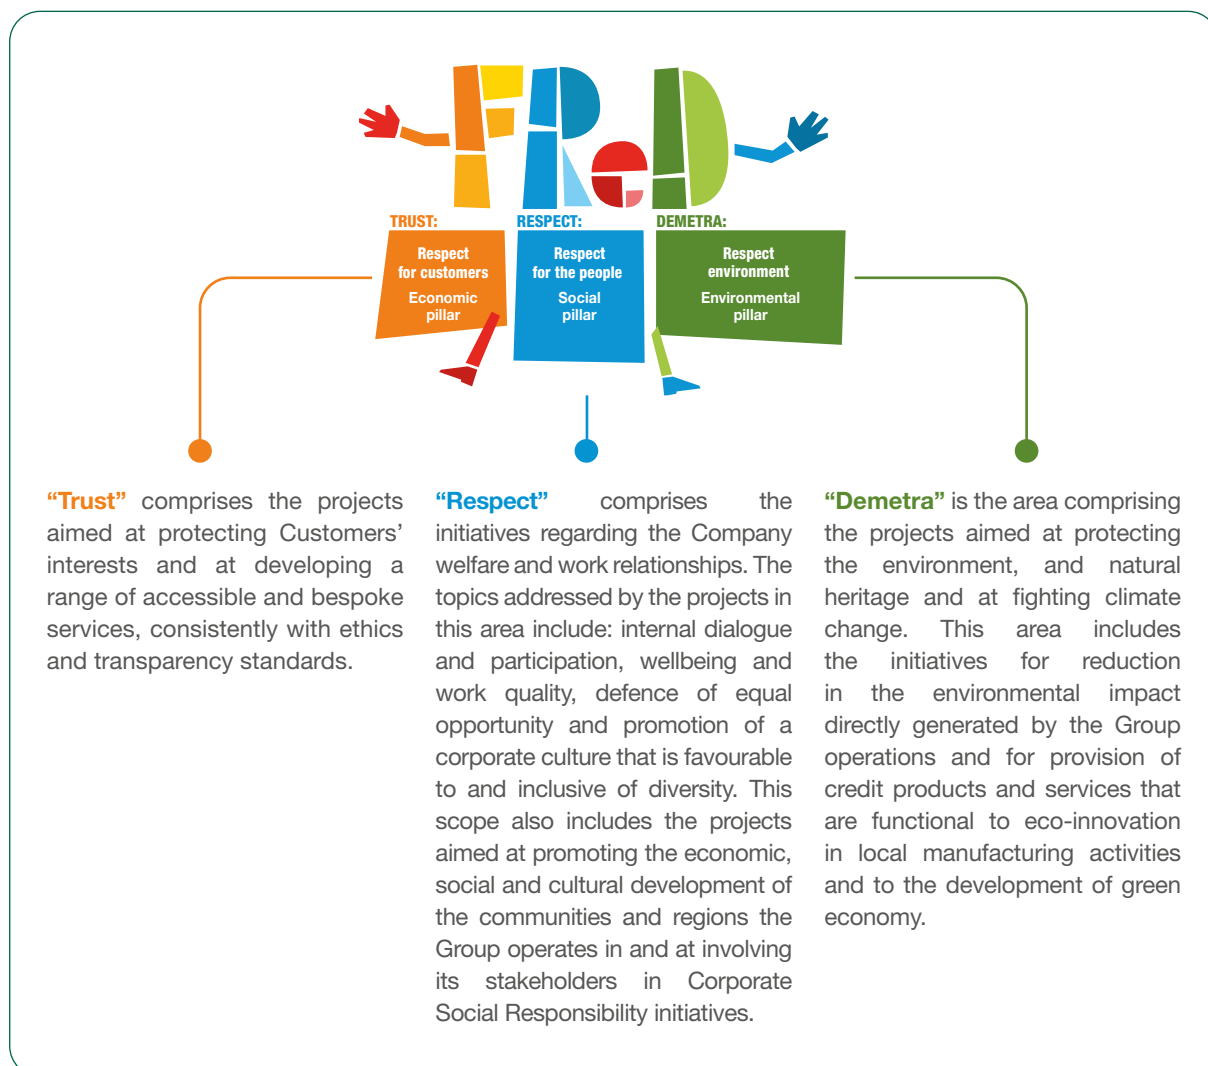 FReD
TRUST:
Respect
for customers
Economic
pillar
RESPECT:
Respect
for the people
Social
pillar
DEMETRA:
Respect
environment
Environmental
pillar
“Trust” comprises the projects
aimed at protecting Customers’
interests and at developing a
range of accessible and bespoke
services, consistently with ethics
and transparency standards.
“Respect” comprises the
initiatives regarding the Company
welfare and work relationships. The
topics addressed by the projects in
this area include: internal dialogue
and participation, wellbeing and
work quality, defence of equal
opportunity and promotion of a
corporate culture that is favourable
to and inclusive of diversity. This
scope also includes the projects
aimed at promoting the economic,
social and cultural development of
the communities and regions the
Group operates in and at involving
its stakeholders in Corporate
Social Responsibility initiatives.
“Demetra” is the area comprising
the projects aimed at protecting
the environment, and natural
heritage and at fighting climate
change. This area includes
the initiatives for reduction
in the environmental impact
directly generated by the Group
operations and for provision of
credit products and services that
are functional to eco-innovation
in local manufacturing activities
and to the development of green
economy.